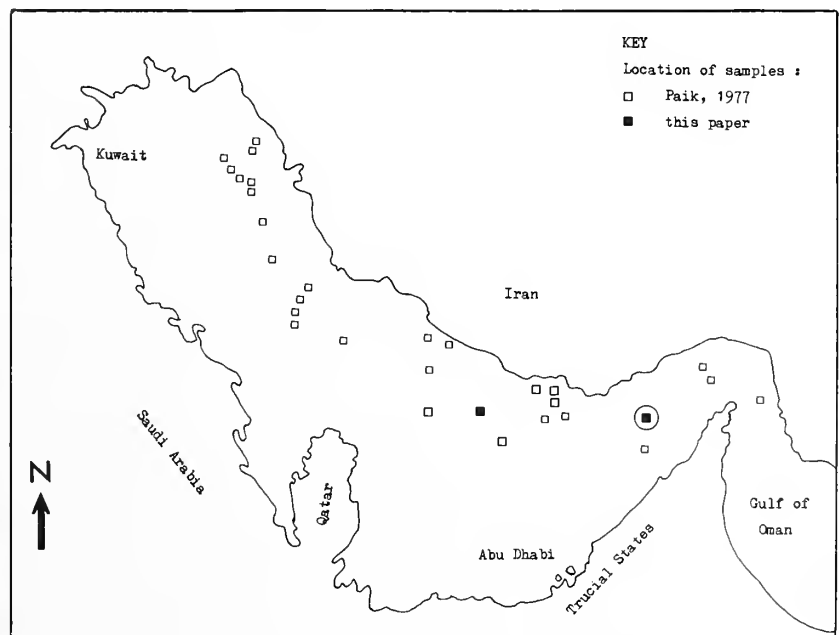 KEY
Location of samples :
Paik, 1977
this paper
Kuwait
Iran
Saudi Arabia
Qatar
N
Abu Dhabi
Trucial States
Gulf of
Oman